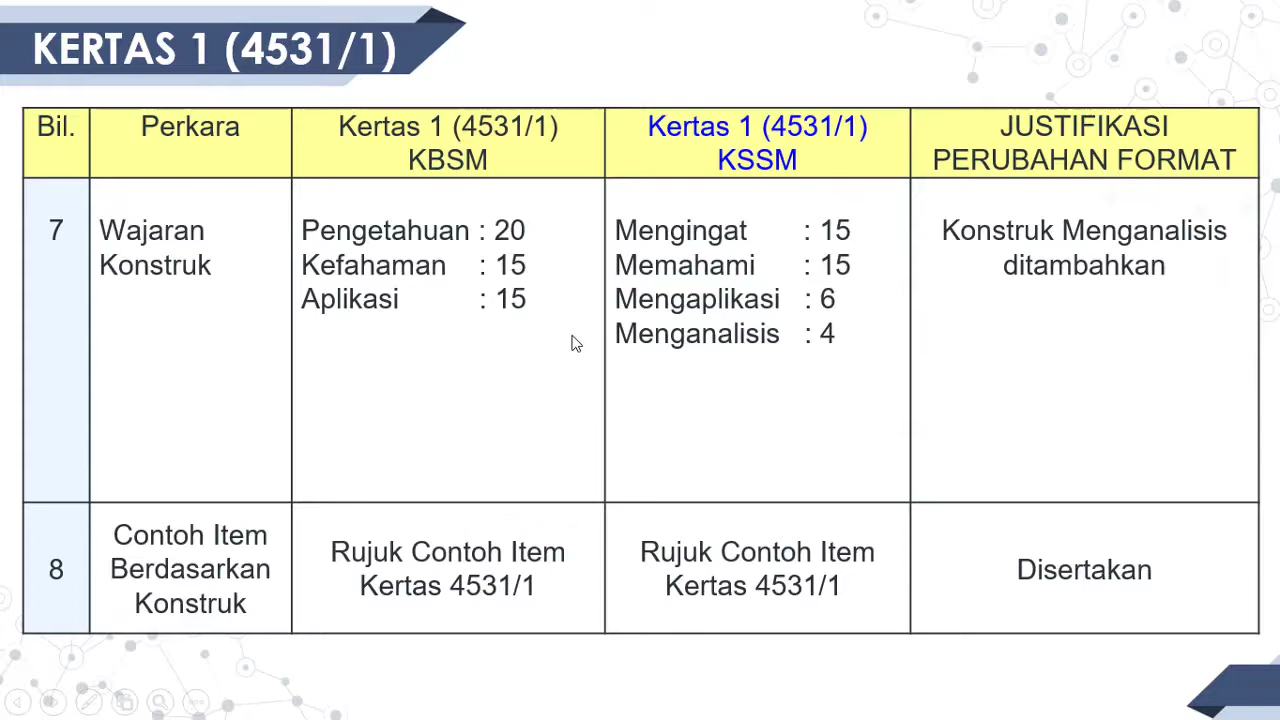 KERTAS 1 (4531/1)
Bil.
Perkara
Kertas 1 (4531/1)
KBSM
Kertas 1 (4531/1)
KSSM
JUSTIFIKASI
PERUBAHAN FORMAT
7
Wajaran
Konstruk
Pengetahuan : 20
Kefahaman : 15
Aplikasi : 15
Mengingat : 15
Memahami : 15
Mengaplikasi : 6
Menganalisis : 4
Konstruk Menganalisis
ditambahkan
8
Contoh Item
Berdasarkan
Konstruk
Rujuk Contoh Item
Kertas 4531/1
Rujuk Contoh Item
Kertas 4531/1
Disertakan